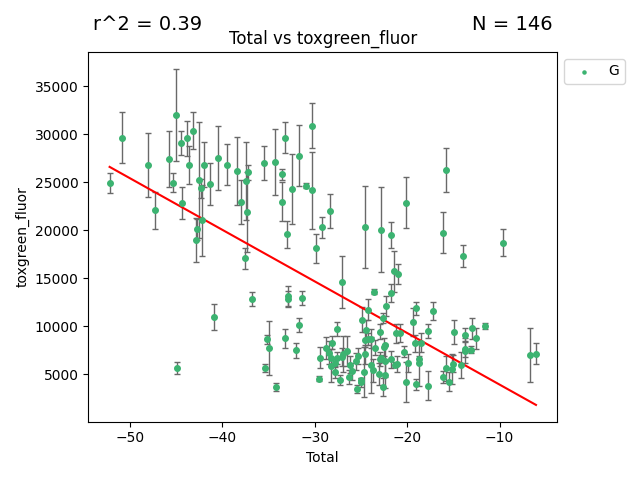 r^2 = 0.39
N = 146
Total vs toxgreen_fluor
G
35000
30000
25000
20000
15000
10000
5000
toxgreen_fluor
−50
−40
−30
−20
−10
Total